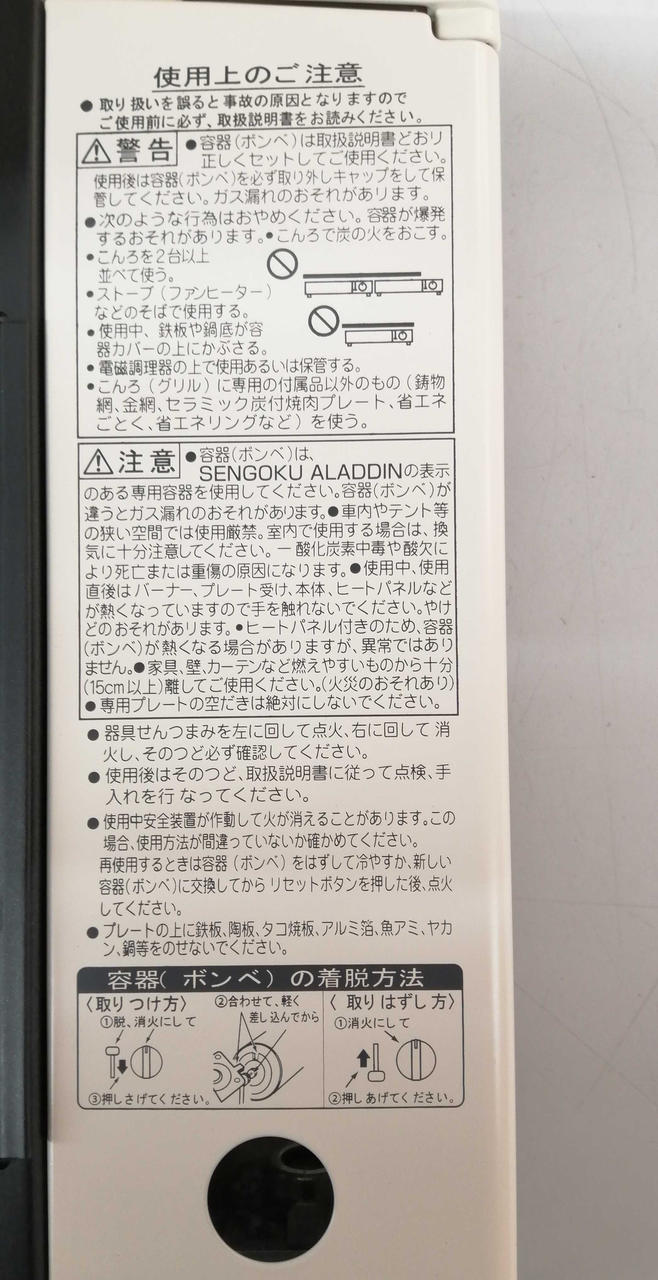 使用上のご注意
●取り扱いを誤ると事故の原因となりますので
ご使用前に必ず、取扱説明書をお読みください。
⚠警告 ●容器(ボンベ)は取扱説明書どおり
正しくセットしてご使用ください。
使用後は容器(ボンベ)を必ず取り外しキャップをして保
管してください。ガス漏れのおそれがあります。
●次のような行為はおやめください。容器が爆発
するおそれがあります。●こんろで炭の火をおこす。
●こんろを2台以上
並べて使う。
●ストーブ(ファンヒーター)
などのそばで使用する。
●使用中、鉄板や鍋底が容
器カバーの上にかぶさる。
●電磁調理器の上で使用あるいは保管する。
●こんろ(グリル)に専用の付属品以外のもの(鋳物
網、金網、セラミック炭付焼肉プレート、省エネ
ごとく、省エネリングなど)を使う。
⚠注意 ●容器(ボンベ)は、
SENGOKU ALADDINの表示
のある専用容器を使用してください。容器(ボンベ)が
違うとガス漏れのおそれがあります。●車内やテント等
の狭い空間では使用厳禁。室内で使用する場合は、換
気に十分注意してください。一酸化炭素中毒や酸欠に
より死亡または重傷の原因になります。●使用中、使用
直後はバーナー、プレート受け、本体、ヒートパネルなど
が熱くなっていますので手を触れないでください。やけ
どのおそれがあります。●ヒートパネル付きのため、容器
(ボンベ)が熱くなる場合がありますが、異常ではあり
ません。●家具、壁、カーテンなど燃えやすいものから十分
(15cm以上)離してご使用ください。(火災のおそれあり)
●専用プレートの空だきは絶対にしないでください。
●器具せんつまみを左に回して点火、右に回して消
火し、そのつど必ず確認してください。
●使用後はそのつど、取扱説明書に従って点検、手
入れを行なってください。
●使用中安全装置が作動して火が消えることがあります。この
場合、使用方法が間違っていないか確かめてください。
再使用するときは容器(ボンベ)をはずして冷やすか、新しい
容器(ボンベ)に交換してからリセットボタンを押した後、点火
してください。
●プレートの上に鉄板、陶板、タコ焼板、アルミ箔、魚アミ、ヤカ
ン、鍋等をのせないでください。
容器(ボンベ)の着脱方法
〈取りつけ方〉
①脱、消火にして
②合わせて、軽く
差し込んでから
③押しさげてください。
〈取りはずし方〉
①消火にして
②押しあげてください。